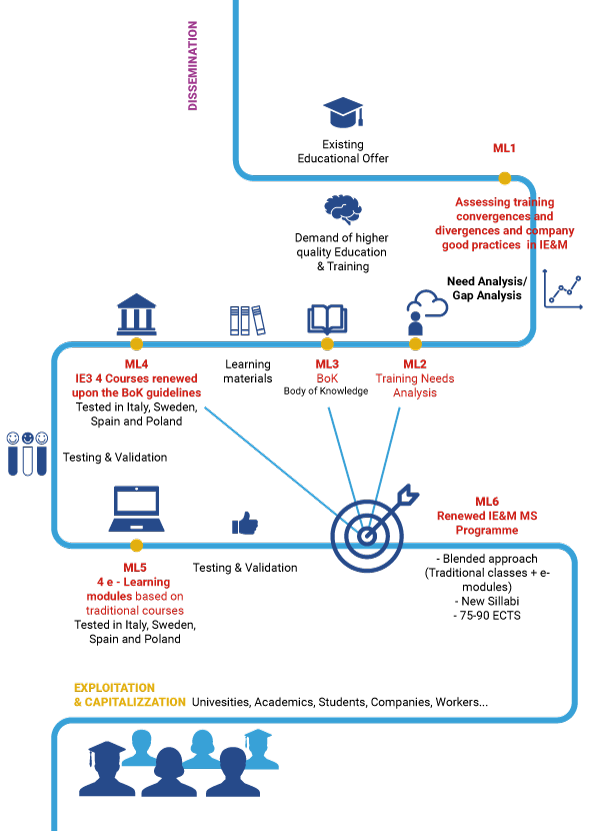 DISSEMINATION
Existing
Educational Offer
ML1
Assessing training
convergences and
divergences and company
good practices in IE&M
Demand of higher
quality Education
& Training
Need Analysis/
Gap Analysis
ML4
IE3 4 Courses renewed
upon the BoK guidelines
Tested in Italy, Sweden,
Spain and Poland
Learning
materials
ML3
BoK
Body of Knowledge
ML2
Training Needs
Analysis
Testing & Validation
ML5
4 e - Learning
modules based on
traditional courses
Tested in Italy, Sweden,
Spain and Poland
Testing & Validation
ML6
Renewed IE&M MS
Programme
- Blended approach
(Traditional classes + e-
modules)
- New Sillabi
- 75-90 ECTS
EXPLOITATION
& CAPITALIZZATION Univesities, Academics, Students, Companies, Workers...